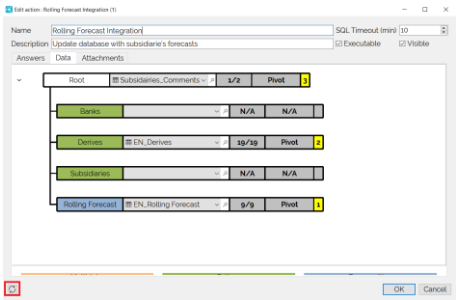 Edit action: Rolling Forecast Integration (1)
Name Rolling Forecast Integration SQL Timeout (min) 10
Description Update database with subsidiarie's forecasts Executable Visible
Answers Data Attachments
Root Subsidairies_Comments 1/2 Pivot 3
Banks N/A N/A
Derives EN_Derives 19/19 Pivot 2
Subsidiaries N/A N/A
Rolling Forecast EN_Rolling Forecast 9/9 Pivot 1
OK Cancel